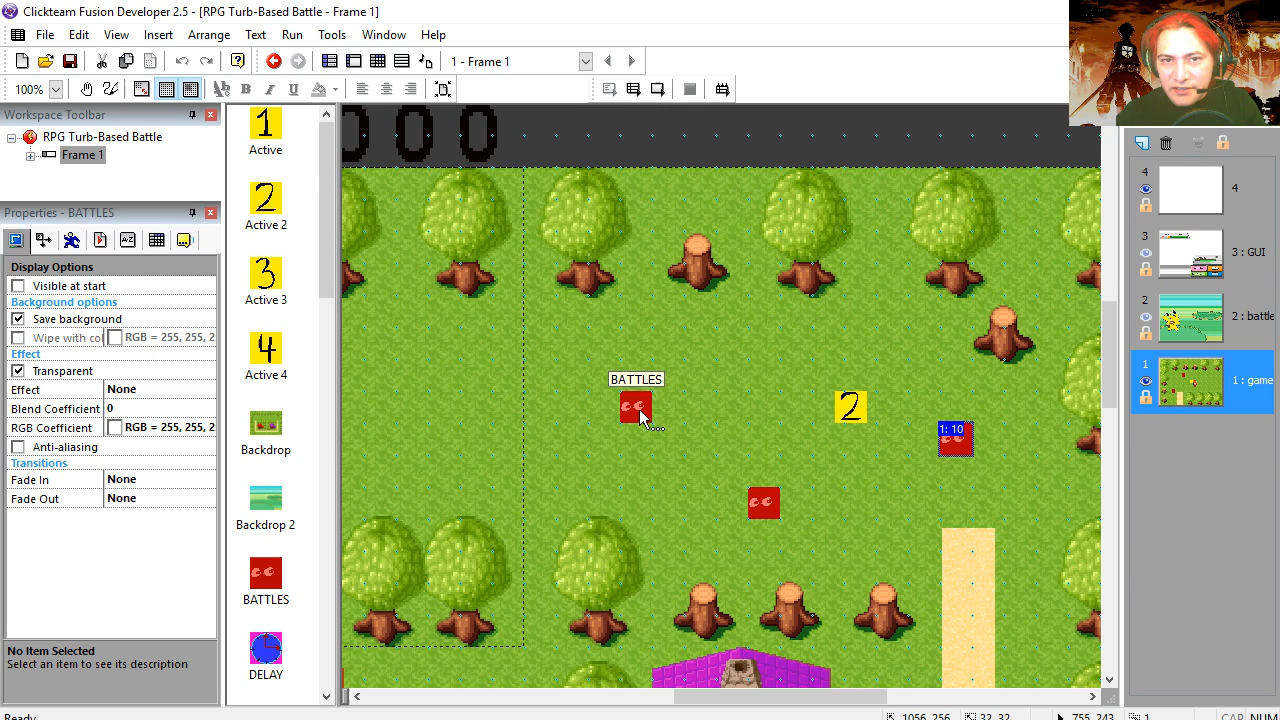 Clickteam Fusion Developer 2.5 - [RPG Turb-Based Battle - Frame 1]
File Edit View Insert Arrange Text Run Tools Window Help
1 - Frame 1
100% B I U
Workspace Toolbar
RPG Turb-Based Battle
Frame 1
Properties - BATTLES
Display Options
Visible at start
Background options
Save background
Wipe with col RGB = 255, 255, 2
Effect
Transparent
Effect None
Blend Coefficient 0
RGB Coefficient RGB = 255, 255, 2
Anti-aliasing
Transitions
Fade In None
Fade Out None
No Item Selected
Select an item to see its description
1
Active
2
Active 2
3
Active 3
4
Active 4
Backdrop
Backdrop 2
BATTLES
DELAY
0 0 0
BATTLES
2
1: 10
4
4
3
3 : GUI
2
2 : battle
1
1 : game
Ready
1056, 256
32, 32
755, 243
1
CAP NUM